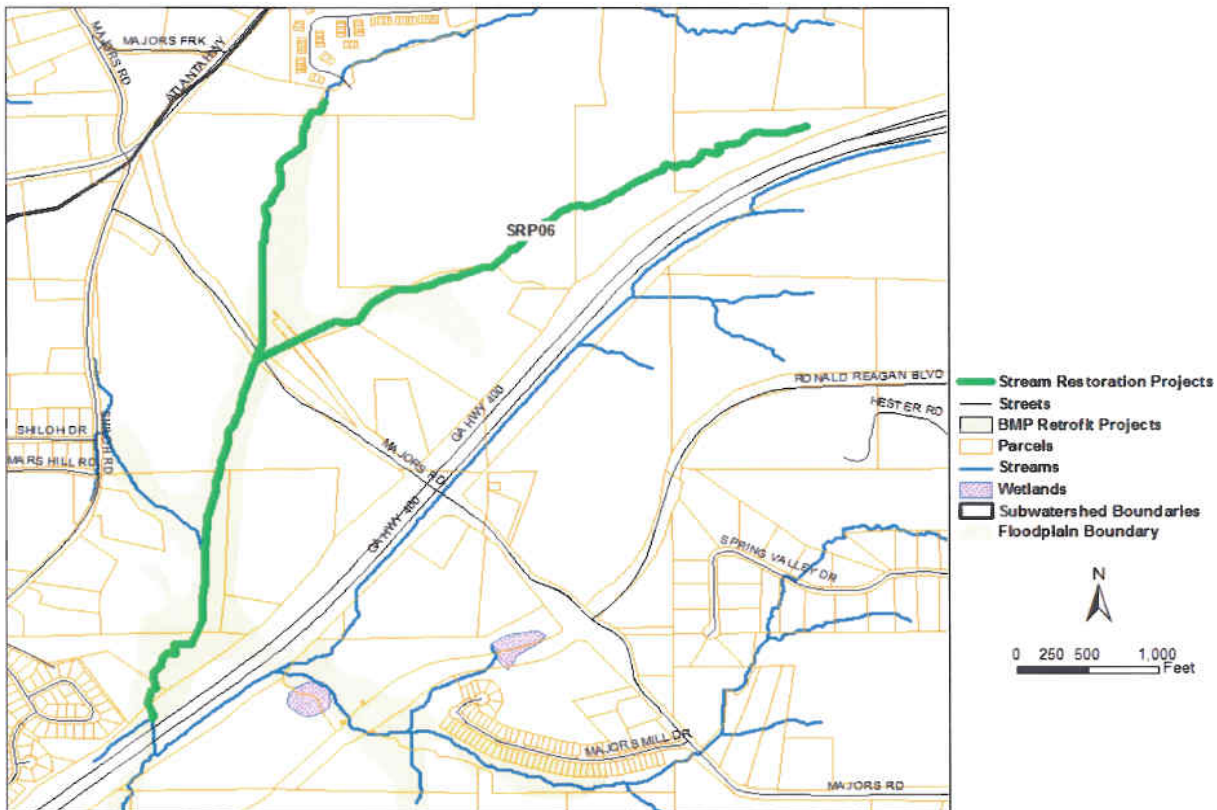 MAJORS FRK
MAJORS RD
ATLANTA HWY
SRP06
GA HWY 400
RONALD REAGAN BLVD
HESTER RD
SHILOH DR
SHILOH RD
MARS HILL RD
MAJORS RD
GA HWY 400
SPRING VALLEY DR
MAJORS MILL DR
MAJORS RD
Stream Restoration Projects
Streets
BMP Retrofit Projects
Parcels
Streams
Wetlands
Subwatershed Boundaries
Floodplain Boundary
N
0 250 500 1,000
Feet